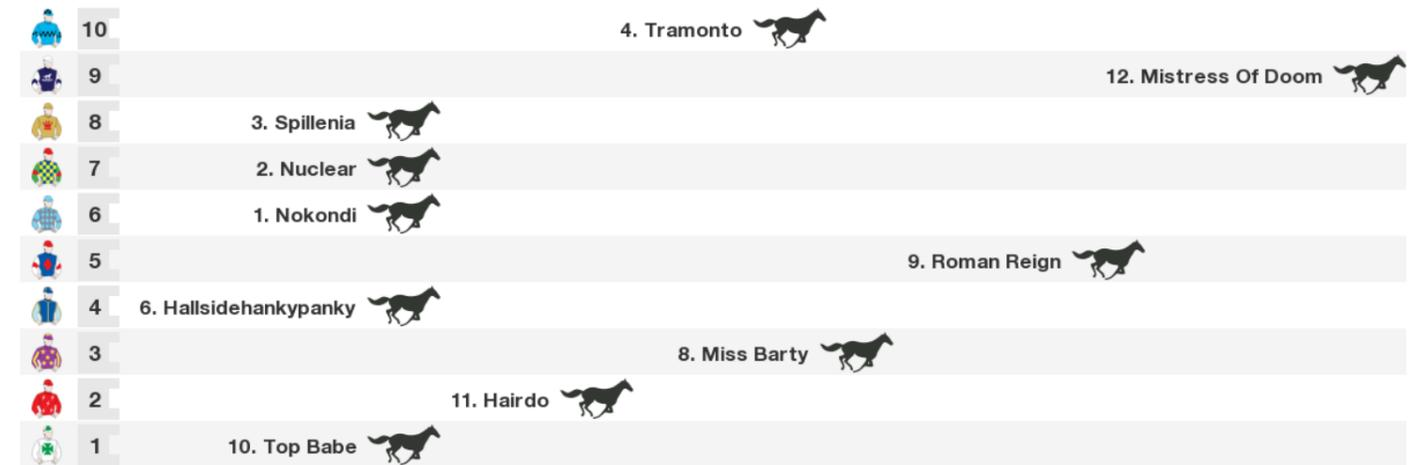 10 4. Tramonto
9 12. Mistress Of Doom
8 3. Spillenia
7 2. Nuclear
6 1. Nokondi
5 9. Roman Reign
4 6. Hallsidehankypanky
3 8. Miss Barty
2 11. Hairdo
1 10. Top Babe